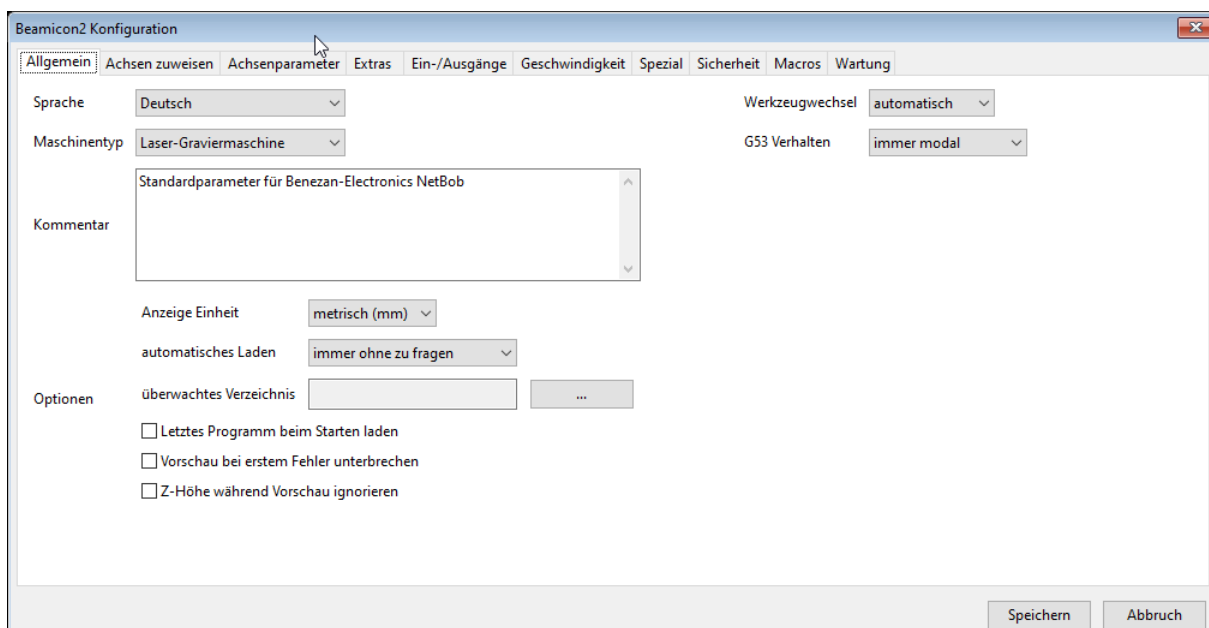 Beamicon2 Konfiguration
Allgemein Achsen zuweisen Achsenparameter Extras Ein-/Ausgänge Geschwindigkeit Spezial Sicherheit Macros Wartung
Sprache Deutsch Werkzeugwechsel automatisch
Maschinentyp Laser-Graviermaschine G53 Verhalten immer modal
Standardparameter für Benezan-Electronics NetBob
Kommentar
Anzeige Einheit metrisch (mm)
automatisches Laden immer ohne zu fragen
Optionen überwachtes Verzeichnis ...
Letztes Programm beim Starten laden
Vorschau bei erstem Fehler unterbrechen
Z-Höhe während Vorschau ignorieren
Speichern Abbruch